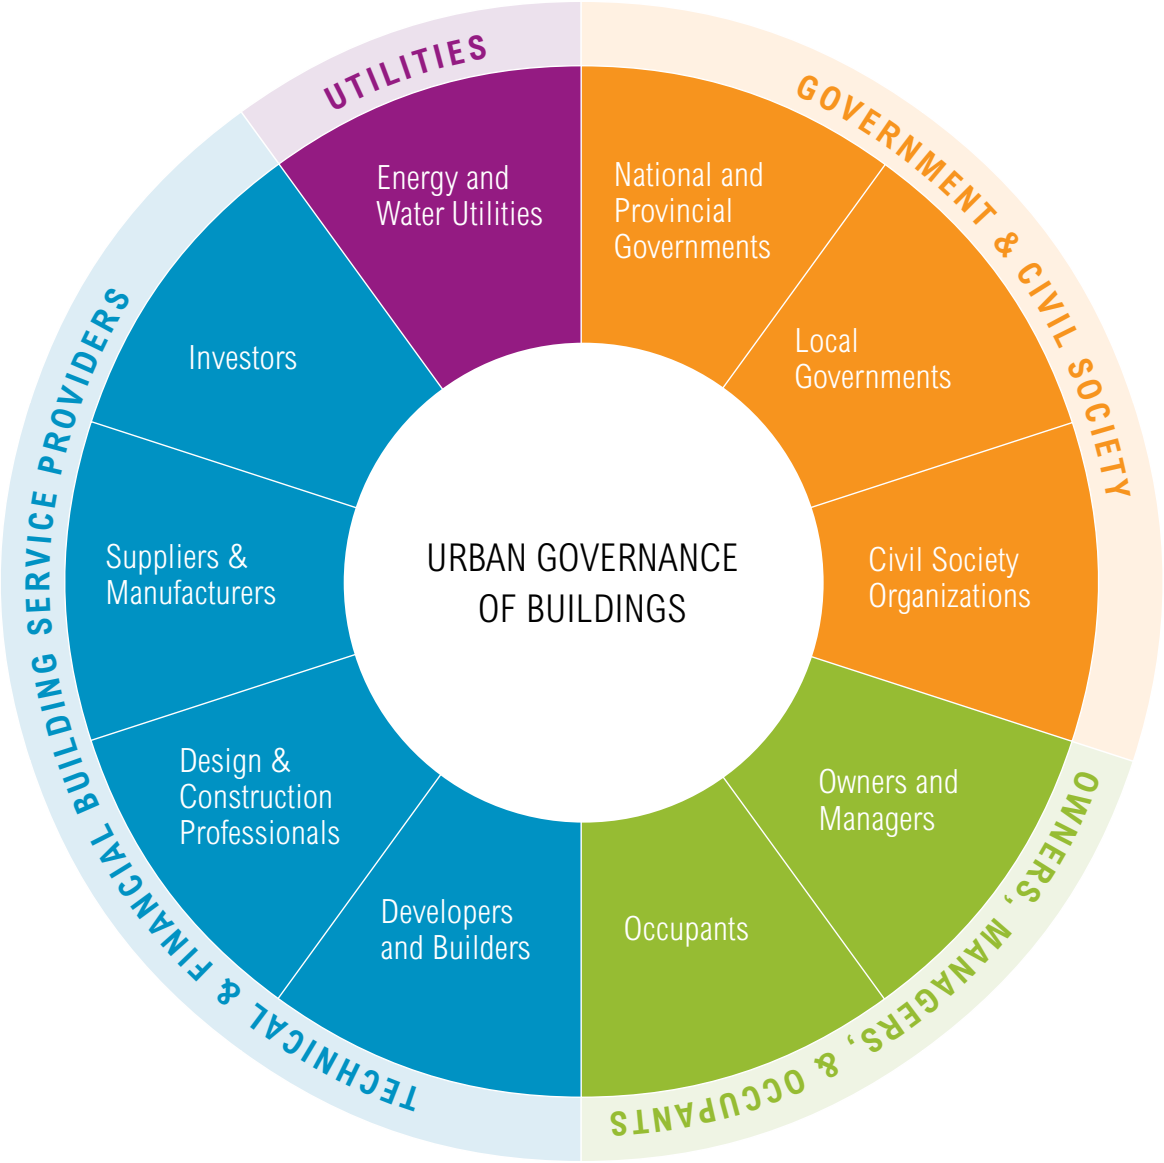 UTILITIES
GOVERNMENT & CIVIL SOCIETY
OWNERS, MANAGERS, & OCCUPANTS
TECHNICAL & FINANCIAL BUILDING SERVICE PROVIDERS
Energy and
Water Utilities
National and
Provincial
Governments
Local
Governments
Civil Society
Organizations
Owners and
Managers
Occupants
Developers
and Builders
Design &
Construction
Professionals
Suppliers &
Manufacturers
Investors
URBAN GOVERNANCE
OF BUILDINGS